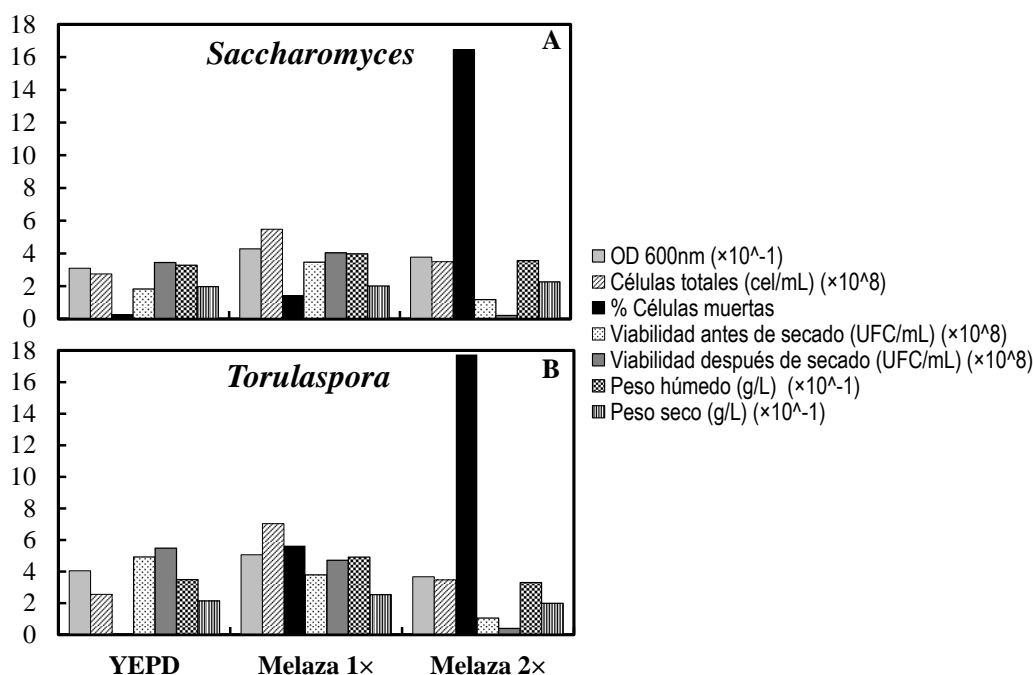 18
16
14
12
10
8
6
4
2
0
Saccharomyces
A
18
16
14
12
10
8
6
4
2
0
Torulaspora
B
YEPD Melaza 1× Melaza 2×
OD 600nm (×10^-1)
Células totales (cel/mL) (×10^8)
% Células muertas
Viabilidad antes de secado (UFC/mL) (×10^8)
Viabilidad después de secado (UFC/mL) (×10^8)
Peso húmedo (g/L) (×10^-1)
Peso seco (g/L) (×10^-1)